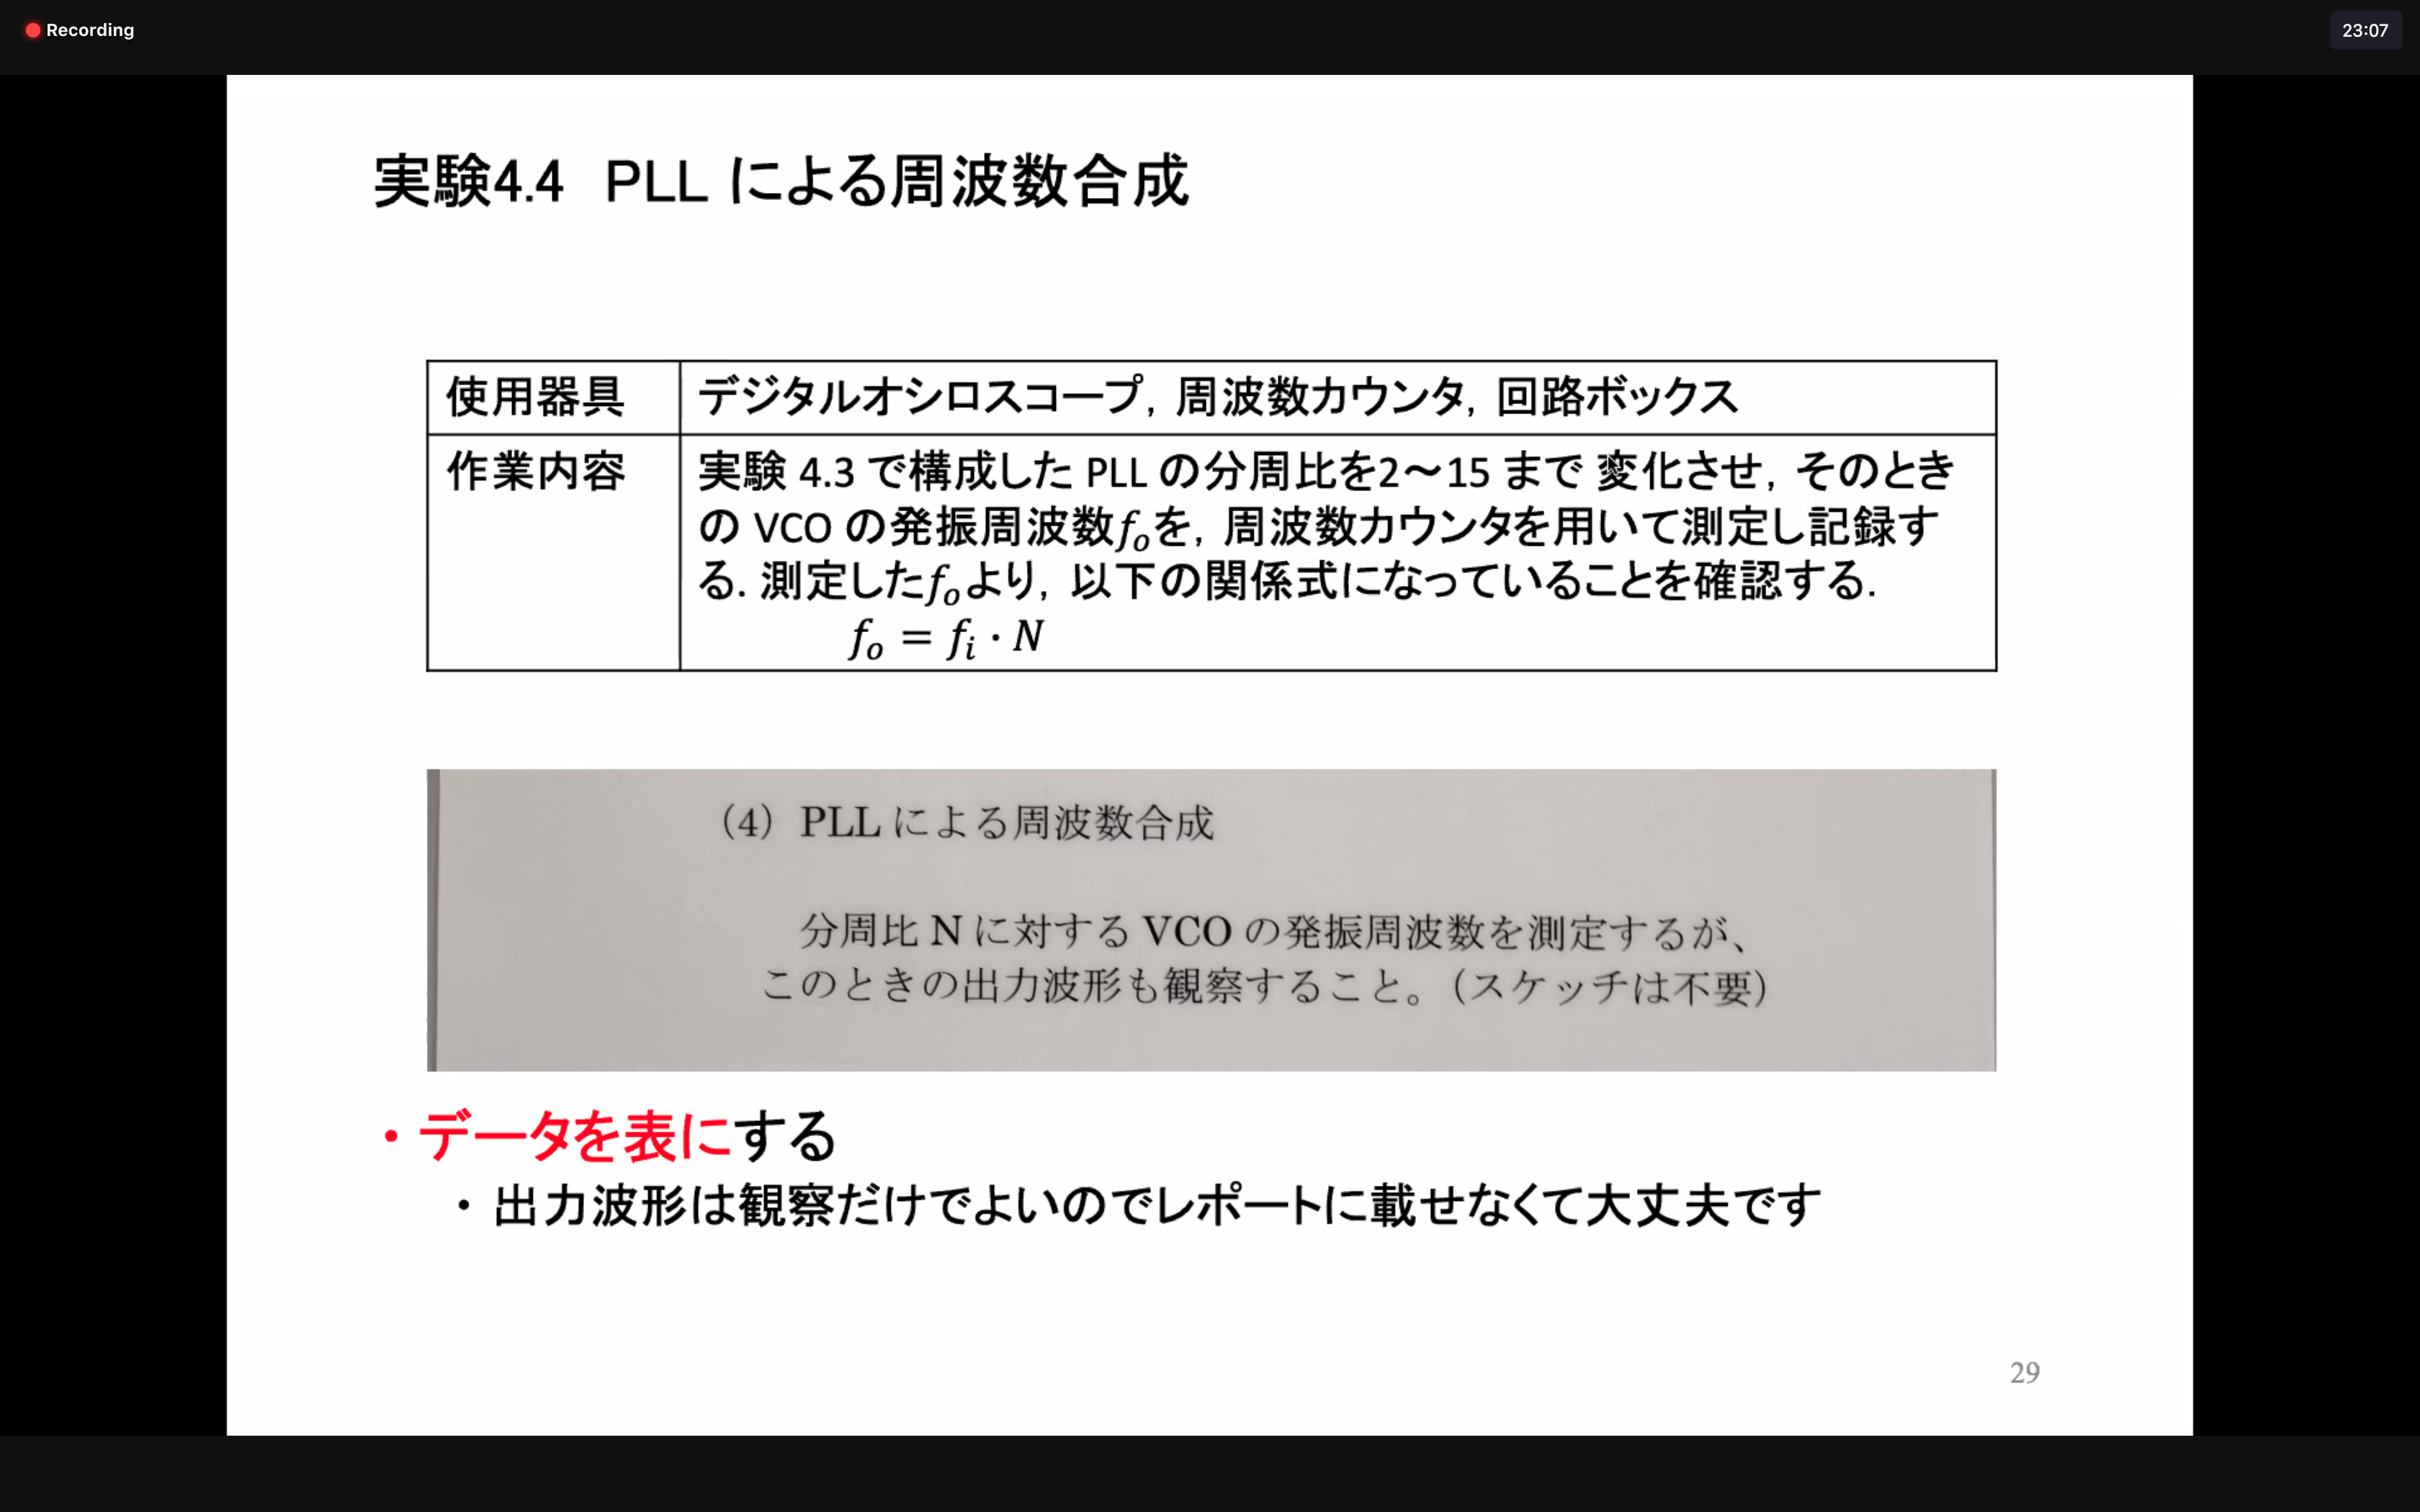 Recording
23:07
実験4.4 PLL による周波数合成
使用器具
デジタルオシロスコープ, 周波数カウンタ, 回路ボックス
作業内容
実験 4.3 で構成した PLL の分周比を2〜15 まで 変化させ, そのとき
の VCO の発振周波数fₒを, 周波数カウンタを用いて測定し記録す
る. 測定したfₒより, 以下の関係式になっていることを確認する.
fₒ = fᵢ · N
(4) PLL による周波数合成
分周比 N に対する VCO の発振周波数を測定するが、
このときの出力波形も観察すること。(スケッチは不要)
・データを表にする
・出力波形は観察だけでよいのでレポートに載せなくて大丈夫です
29